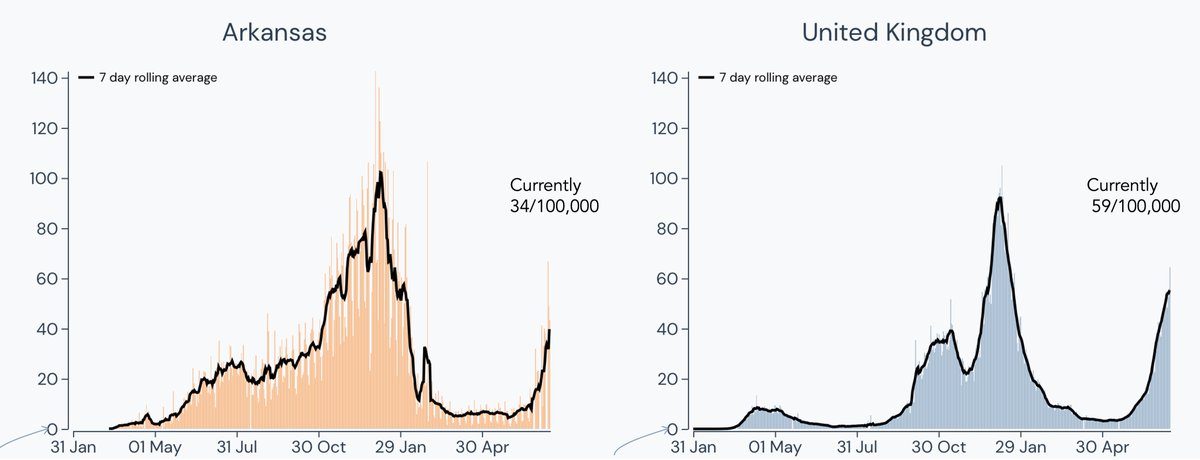 Arkansas
140
7 day rolling average
120
100
80
60
40
20
0
Currently
34/100,000
31 Jan
01 May
31 Jul
30 Oct
29 Jan
30 Apr
United Kingdom
140
7 day rolling average
120
100
80
60
40
20
0
Currently
59/100,000
31 Jan
01 May
31 Jul
30 Oct
29 Jan
30 Apr